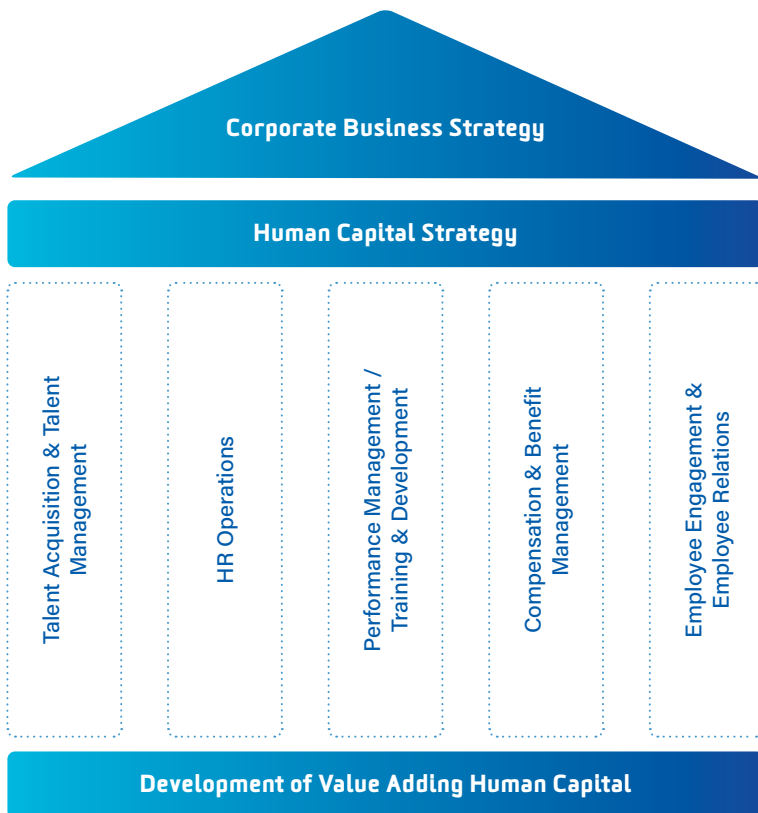 Corporate Business Strategy
Human Capital Strategy
Talent Acquisition & Talent
Management
HR Operations
Performance Management /
Training & Development
Compensation & Benefit
Management
Employee Engagement &
Employee Relations
Development of Value Adding Human Capital